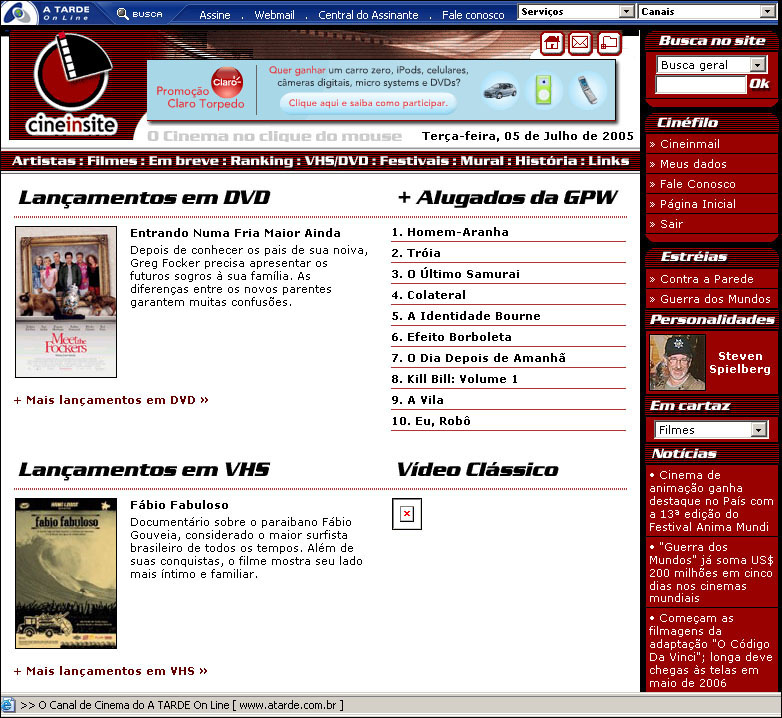 A TARDE
On Line
BUSCA
Assine . Webmail . Central do Assinante . Fale conosco
Serviços
Canais
cineinsite
Promoção
Claro Torpedo
Claro
Quer ganhar um carro zero, iPods, celulares,
câmeras digitais, micro systems e DVDs?
Clique aqui e saiba como participar.
O Cinema no clique do mouse
Terça-feira, 05 de Julho de 2005
Artistas : Filmes : Em breve : Ranking : VHS/DVD : Festivais : Mural : História : Links
Lançamentos em DVD
Meet the
Fockers
Entrando Numa Fria Maior Ainda
Depois de conhecer os pais de sua noiva,
Greg Focker precisa apresentar os
futuros sogros à sua família. As
diferenças entre os novos parentes
garantem muitas confusões.
+ Mais lançamentos em DVD »
+ Alugados da GPW
1. Homem-Aranha
2. Tróia
3. O Último Samurai
4. Colateral
5. A Identidade Bourne
6. Efeito Borboleta
7. O Dia Depois de Amanhã
8. Kill Bill: Volume 1
9. A Vila
10. Eu, Robô
Lançamentos em VHS
fabio fabuloso
Fábio Fabuloso
Documentário sobre o paraibano Fábio
Gouveia, considerado o maior surfista
brasileiro de todos os tempos. Além de
suas conquistas, o filme mostra seu lado
mais íntimo e familiar.
+ Mais lançamentos em VHS »
Vídeo Clássico
Busca no site
Busca geral
Ok
Cinéfilo
» Cineinmail
» Meus dados
» Fale Conosco
» Página Inicial
» Sair
Estréias
» Contra a Parede
» Guerra dos Mundos
Personalidades
Steven
Spielberg
Em cartaz
Filmes
Notícias
• Cinema de
animação ganha
destaque no País com
a 13ª edição do
Festival Anima Mundi
• "Guerra dos
Mundos" já soma US$
200 milhões em cinco
dias nos cinemas
mundiais
• Começam as
filmagens da
adaptação "O Código
Da Vinci"; longa deve
chegas às telas em
maio de 2006
>> O Canal de Cinema do A TARDE On Line [ www.atarde.com.br ]